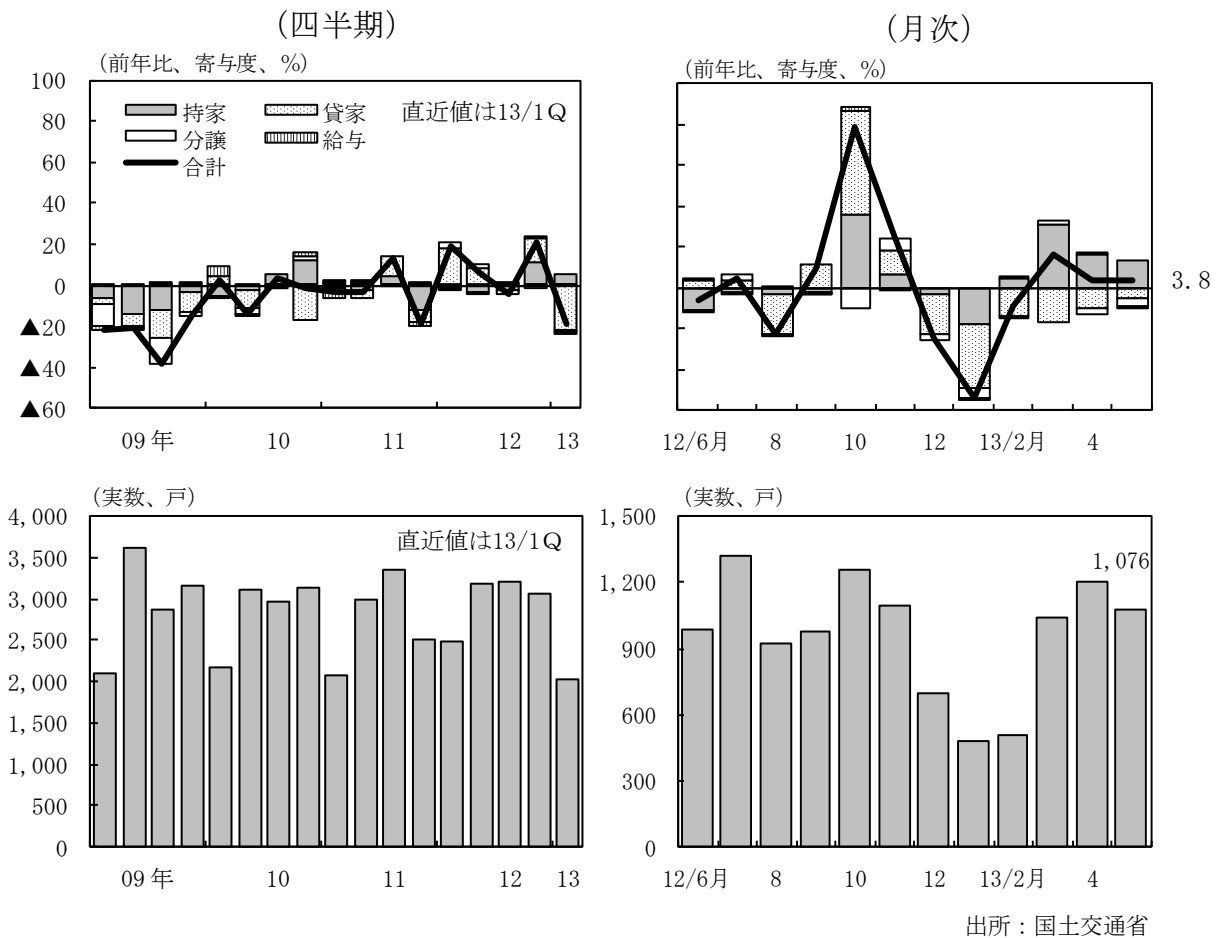 (四半期)
(月次)
(前年比、寄与度、%)
(前年比、寄与度、%)
100
80
60
40
20
0
▲20
▲40
▲60
持家
貸家
直近値は13/1Q
分譲
給与
合計
3.8
09年
10
11
12
13
12/6月
8
10
12
13/2月
4
(実数、戸)
(実数、戸)
4,000
3,500
3,000
2,500
2,000
1,500
1,000
500
0
直近値は13/1Q
1,500
1,200
900
600
300
0
1,076
09年
10
11
12
13
12/6月
8
10
12
13/2月
4
出所：国土交通省